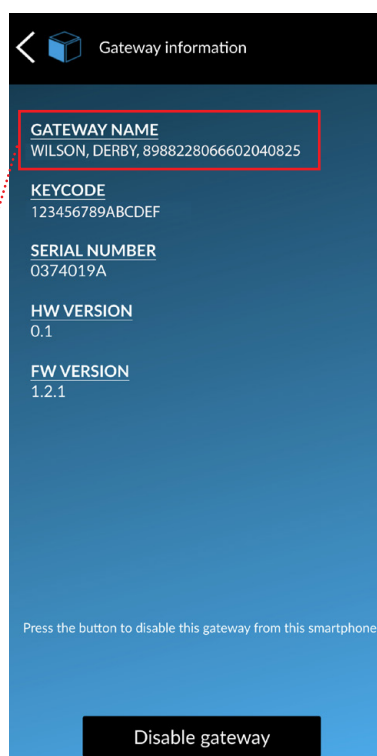 Gateway information
GATEWAY NAME
WILSON, DERBY, 8988228066602040825
KEYCODE
123456789ABCDEF
SERIAL NUMBER
0374019A
HW VERSION
0.1
FW VERSION
1.2.1
Press the button to disable this gateway from this smartphone
Disable gateway